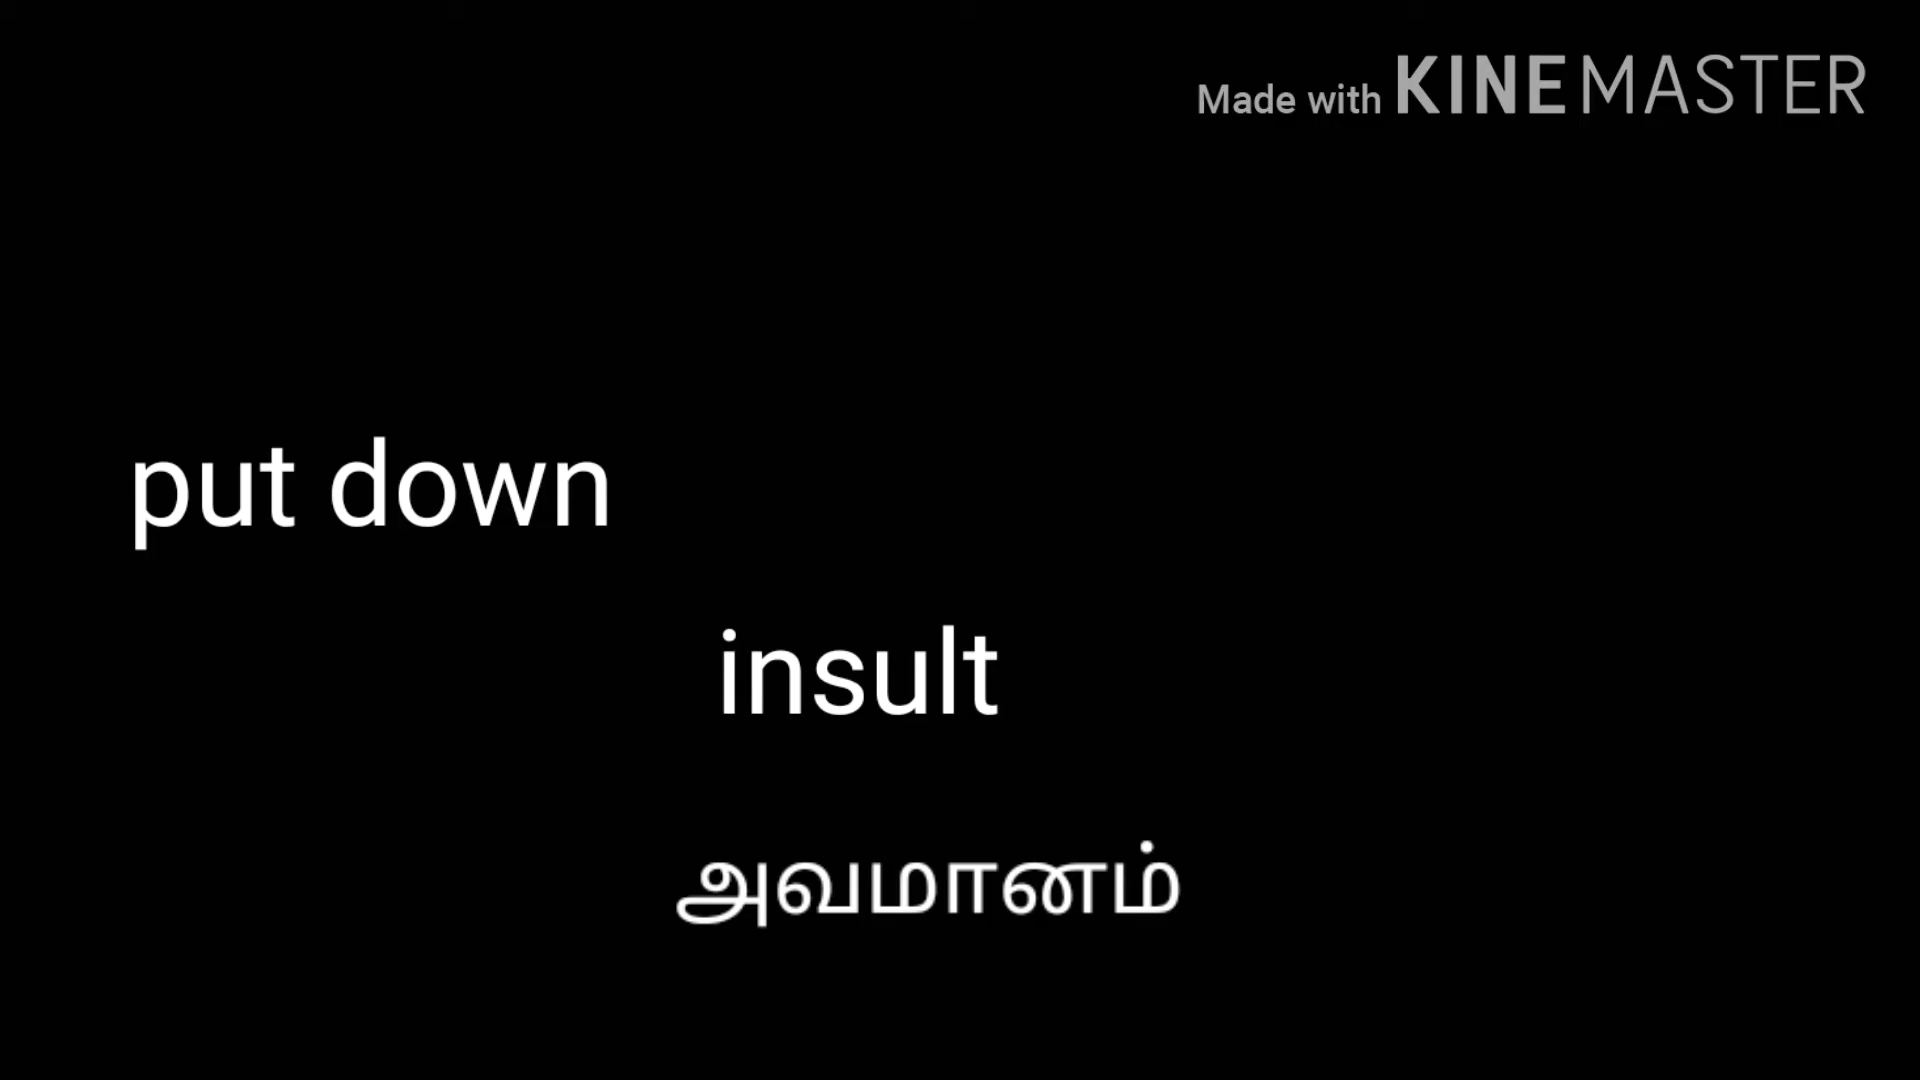 Made with KINEMASTER
put down
insult
அவமானம்